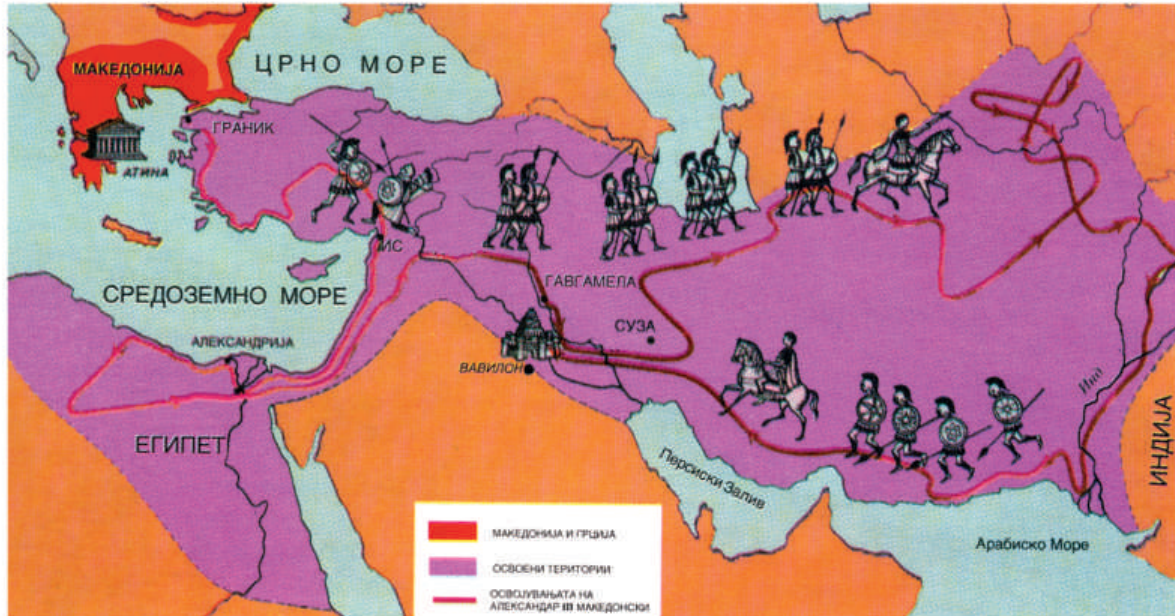 ЦРНО МОРЕ
МАКЕДОНИЈА
ГРАНИК
АТИНА
ИС
СРЕДОЗЕМНО МОРЕ
ГАВГАМЕЛА
СУЗА
АЛЕКСАНДРИЈА
ВАВИЛОН
Инд
ЕГИПЕТ
ИНДИЈА
Персиски Залив
Арабиско Море
МАКЕДОНИЈА И ГРЦИЈА
ОСВОЕНИ ТЕРИТОРИИ
ОСВОЈУВАЊАТА НА
АЛЕКСАНДАР III МАКЕДОНСКИ